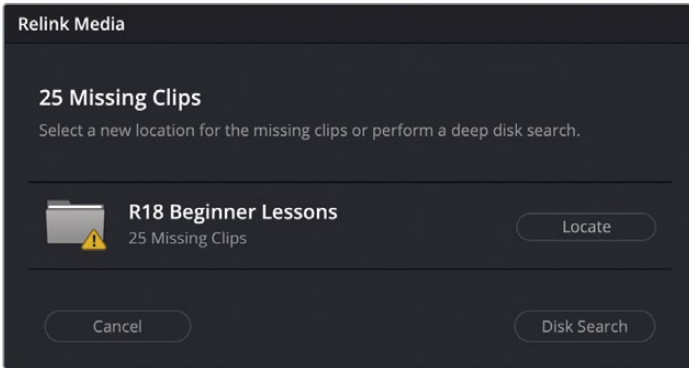 Relink Media
25 Missing Clips
Select a new location for the missing clips or perform a deep disk search.
R18 Beginner Lessons
25 Missing Clips
Locate
Cancel
Disk Search